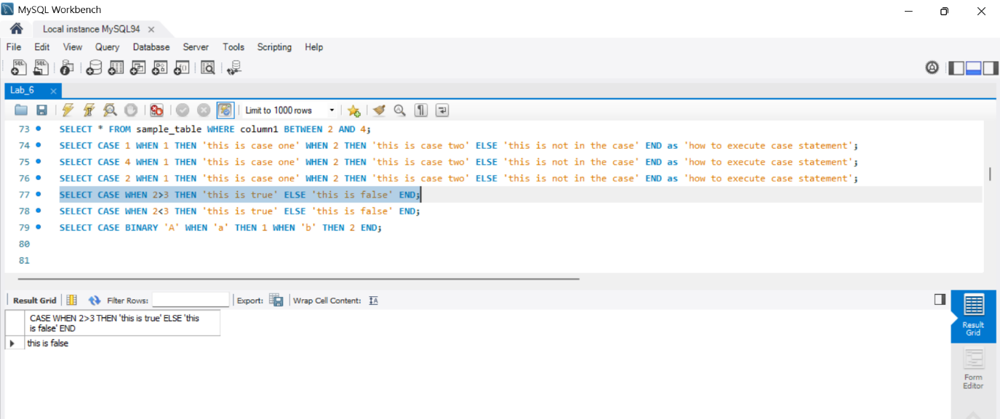 MySQL Workbench
Local instance MySQL94
File Edit View Query Database Server Tools Scripting Help
Lab_6
Limit to 1000 rows
73 SELECT * FROM sample_table WHERE column1 BETWEEN 2 AND 4;
74 SELECT CASE 1 WHEN 1 THEN 'this is case one' WHEN 2 THEN 'this is case two' ELSE 'this is not in the case' END as 'how to execute case statement';
75 SELECT CASE 4 WHEN 1 THEN 'this is case one' WHEN 2 THEN 'this is case two' ELSE 'this is not in the case' END as 'how to execute case statement';
76 SELECT CASE 2 WHEN 1 THEN 'this is case one' WHEN 2 THEN 'this is case two' ELSE 'this is not in the case' END as 'how to execute case statement';
77 SELECT CASE WHEN 2>3 THEN 'this is true' ELSE 'this is false' END;
78 SELECT CASE WHEN 2<3 THEN 'this is true' ELSE 'this is false' END;
79 SELECT CASE BINARY 'A' WHEN 'a' THEN 1 WHEN 'b' THEN 2 END;
80
81
Result Grid Filter Rows: Export: Wrap Cell Content:
CASE WHEN 2>3 THEN 'this is true' ELSE 'this
is false' END
this is false
Result
Grid
Form
Editor